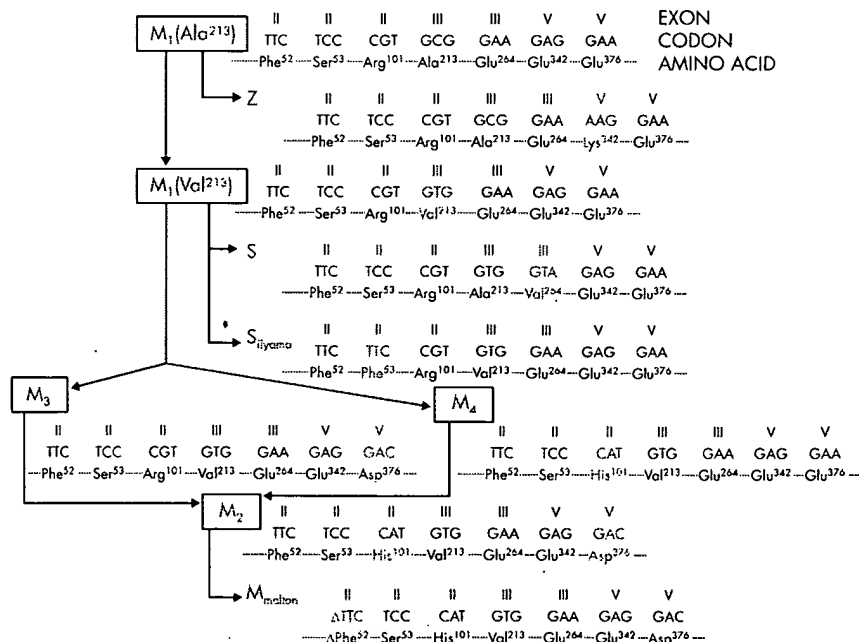 M₁(Ala²¹³)
II II II III III V V EXON
TTC TCC CGT GCG GAA GAG GAA CODON
Phe⁵² Ser⁵³ Arg¹⁰¹ Ala²¹³ Glu²⁶⁴ Glu³⁴² Glu³⁷⁶ AMINO ACID
Z
II II II III III V V
TTC TCC CGT GCG GAA AAG GAA
Phe⁵² Ser⁵³ Arg¹⁰¹ Ala²¹³ Glu²⁶⁴ Lys³⁴² Glu³⁷⁶
M₁(Val²¹³)
II II II III III V V
TTC TCC CGT GTG GAA GAG GAA
Phe⁵² Ser⁵³ Arg¹⁰¹ Val²¹³ Glu²⁶⁴ Glu³⁴² Glu³⁷⁶
S
II II II III III V V
TTC TCC CGT GTG GTA GAG GAA
Phe⁵² Ser⁵³ Arg¹⁰¹ Ala²¹³ Val²⁶⁴ Glu³⁴² Glu³⁷⁶
S iiyama
II II II III III V V
TTC TTC CGT GTG GAA GAG GAA
Phe⁵² Phe⁵³ Arg¹⁰¹ Val²¹³ Glu²⁶⁴ Glu³⁴² Glu³⁷⁶
M₃
II II II III III V V
TTC TCC CGT GTG GAA GAG GAC
Phe⁵² Ser⁵³ Arg¹⁰¹ Val²¹³ Glu²⁶⁴ Glu³⁴² Asp³⁷⁶
M₄
II II II III III V V
TTC TCC CAT GTG GAA GAG GAA
Phe⁵² Ser⁵³ His¹⁰¹ Val²¹³ Glu²⁶⁴ Glu³⁴² Glu³⁷⁶
M₂
II II II III III V V
TTC TCC CAT GTG GAA GAG GAC
Phe⁵² Ser⁵³ His¹⁰¹ Val²¹³ Glu²⁶⁴ Glu³⁴² Asp³⁷⁶
M malton
II II II III III V V
ΔTTC TCC CAT GTG GAA GAG GAC
ΔPhe⁵² Ser⁵³ His¹⁰¹ Val²¹³ Glu²⁶⁴ Glu³⁴² Asp³⁷⁶